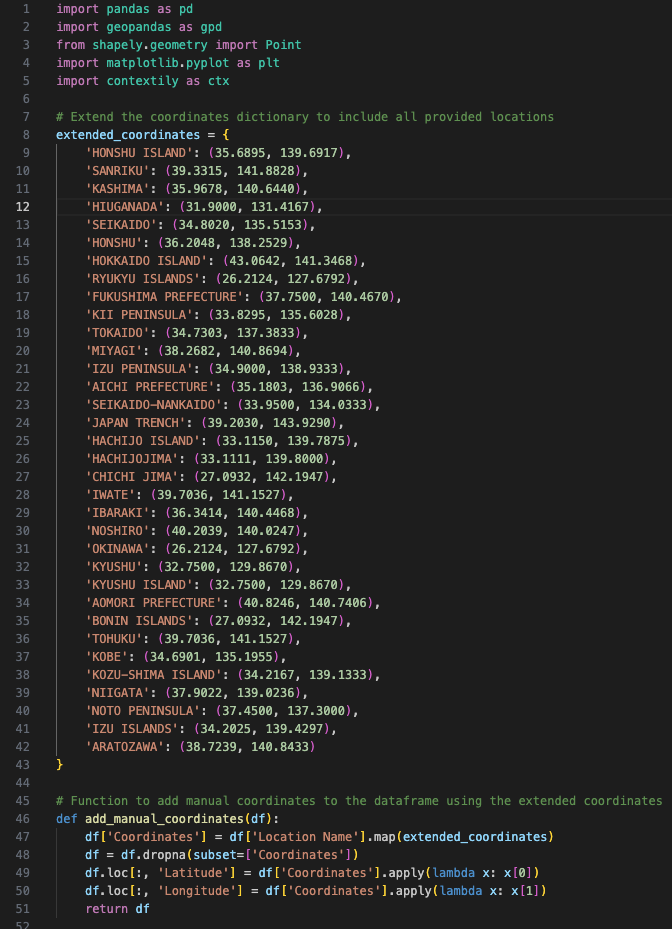 1 import pandas as pd
2 import geopandas as gpd
3 from shapely.geometry import Point
4 import matplotlib.pyplot as plt
5 import contextily as ctx
6
7 # Extend the coordinates dictionary to include all provided locations
8 extended_coordinates = {
9     'HONSHU ISLAND': (35.6895, 139.6917),
10     'SANRIKU': (39.3315, 141.8828),
11     'KASHIMA': (35.9678, 140.6440),
12     'HIUGANADA': (31.9000, 131.4167),
13     'SEIKAIDO': (34.8020, 135.5153),
14     'HONSHU': (36.2048, 138.2529),
15     'HOKKAIDO ISLAND': (43.0642, 141.3468),
16     'RYUKYU ISLANDS': (26.2124, 127.6792),
17     'FUKUSHIMA PREFECTURE': (37.7500, 140.4670),
18     'KII PENINSULA': (33.8295, 135.6028),
19     'TOKAIDO': (34.7303, 137.3833),
20     'MIYAGI': (38.2682, 140.8694),
21     'IZU PENINSULA': (34.9000, 138.9333),
22     'AICHI PREFECTURE': (35.1803, 136.9066),
23     'SEIKAIDO-NANKAIDO': (33.9500, 134.0333),
24     'JAPAN TRENCH': (39.2030, 143.9290),
25     'HACHIJO ISLAND': (33.1150, 139.7875),
26     'HACHIJOJIMA': (33.1111, 139.8000),
27     'CHICHI JIMA': (27.0932, 142.1947),
28     'IWATE': (39.7036, 141.1527),
29     'IBARAKI': (36.3414, 140.4468),
30     'NOSHIRO': (40.2039, 140.0247),
31     'OKINAWA': (26.2124, 127.6792),
32     'KYUSHU': (32.7500, 129.8670),
33     'KYUSHU ISLAND': (32.7500, 129.8670),
34     'AOMORI PREFECTURE': (40.8246, 140.7406),
35     'BONIN ISLANDS': (27.0932, 142.1947),
36     'TOHUKU': (39.7036, 141.1527),
37     'KOBE': (34.6901, 135.1955),
38     'KOZU-SHIMA ISLAND': (34.2167, 139.1333),
39     'NIIGATA': (37.9022, 139.0236),
40     'NOTO PENINSULA': (37.4500, 137.3000),
41     'IZU ISLANDS': (34.2025, 139.4297),
42     'ARATOZAWA': (38.7239, 140.8433)
43 }
44
45 # Function to add manual coordinates to the dataframe using the extended coordinates
46 def add_manual_coordinates(df):
47     df['Coordinates'] = df['Location Name'].map(extended_coordinates)
48     df = df.dropna(subset=['Coordinates'])
49     df.loc[:, 'Latitude'] = df['Coordinates'].apply(lambda x: x[0])
50     df.loc[:, 'Longitude'] = df['Coordinates'].apply(lambda x: x[1])
51     return df
52